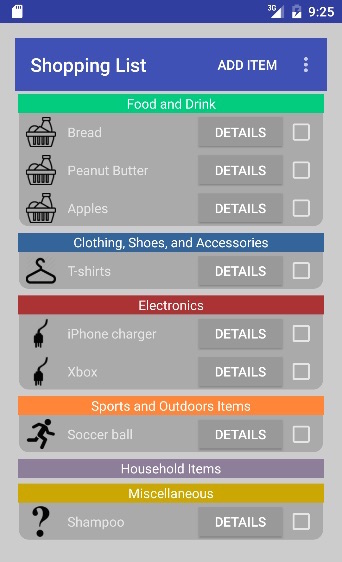 3G 9:25
Shopping List ADD ITEM
Food and Drink
Bread DETAILS
Peanut Butter DETAILS
Apples DETAILS
Clothing, Shoes, and Accessories
T-shirts DETAILS
Electronics
iPhone charger DETAILS
Xbox DETAILS
Sports and Outdoors Items
Soccer ball DETAILS
Household Items
Miscellaneous
? Shampoo DETAILS